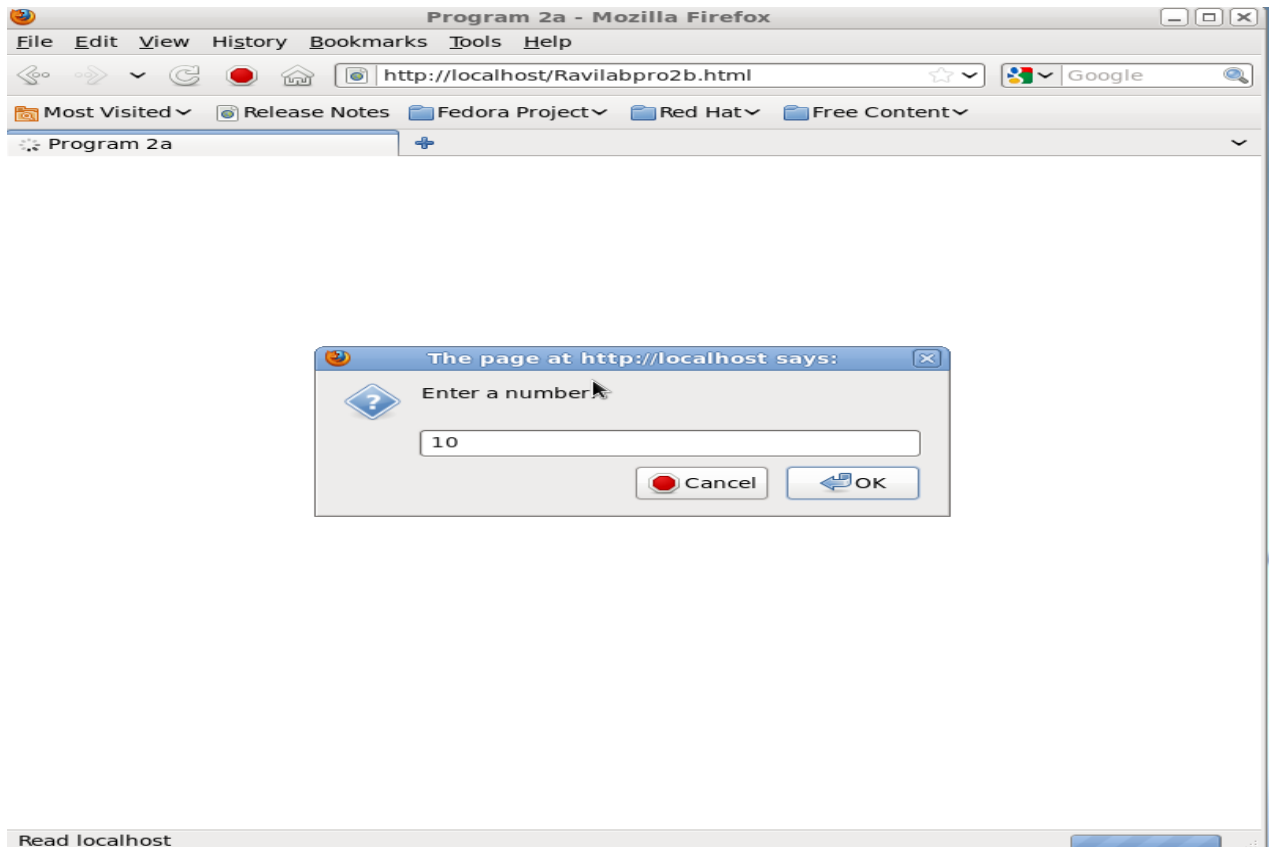 Program 2a - Mozilla Firefox
File Edit View History Bookmarks Tools Help
http://localhost/Ravilabpro2b.html
Google
Most Visited Release Notes Fedora Project Red Hat Free Content
Program 2a
The page at http://localhost says:
Enter a number:
10
Cancel OK
Read localhost